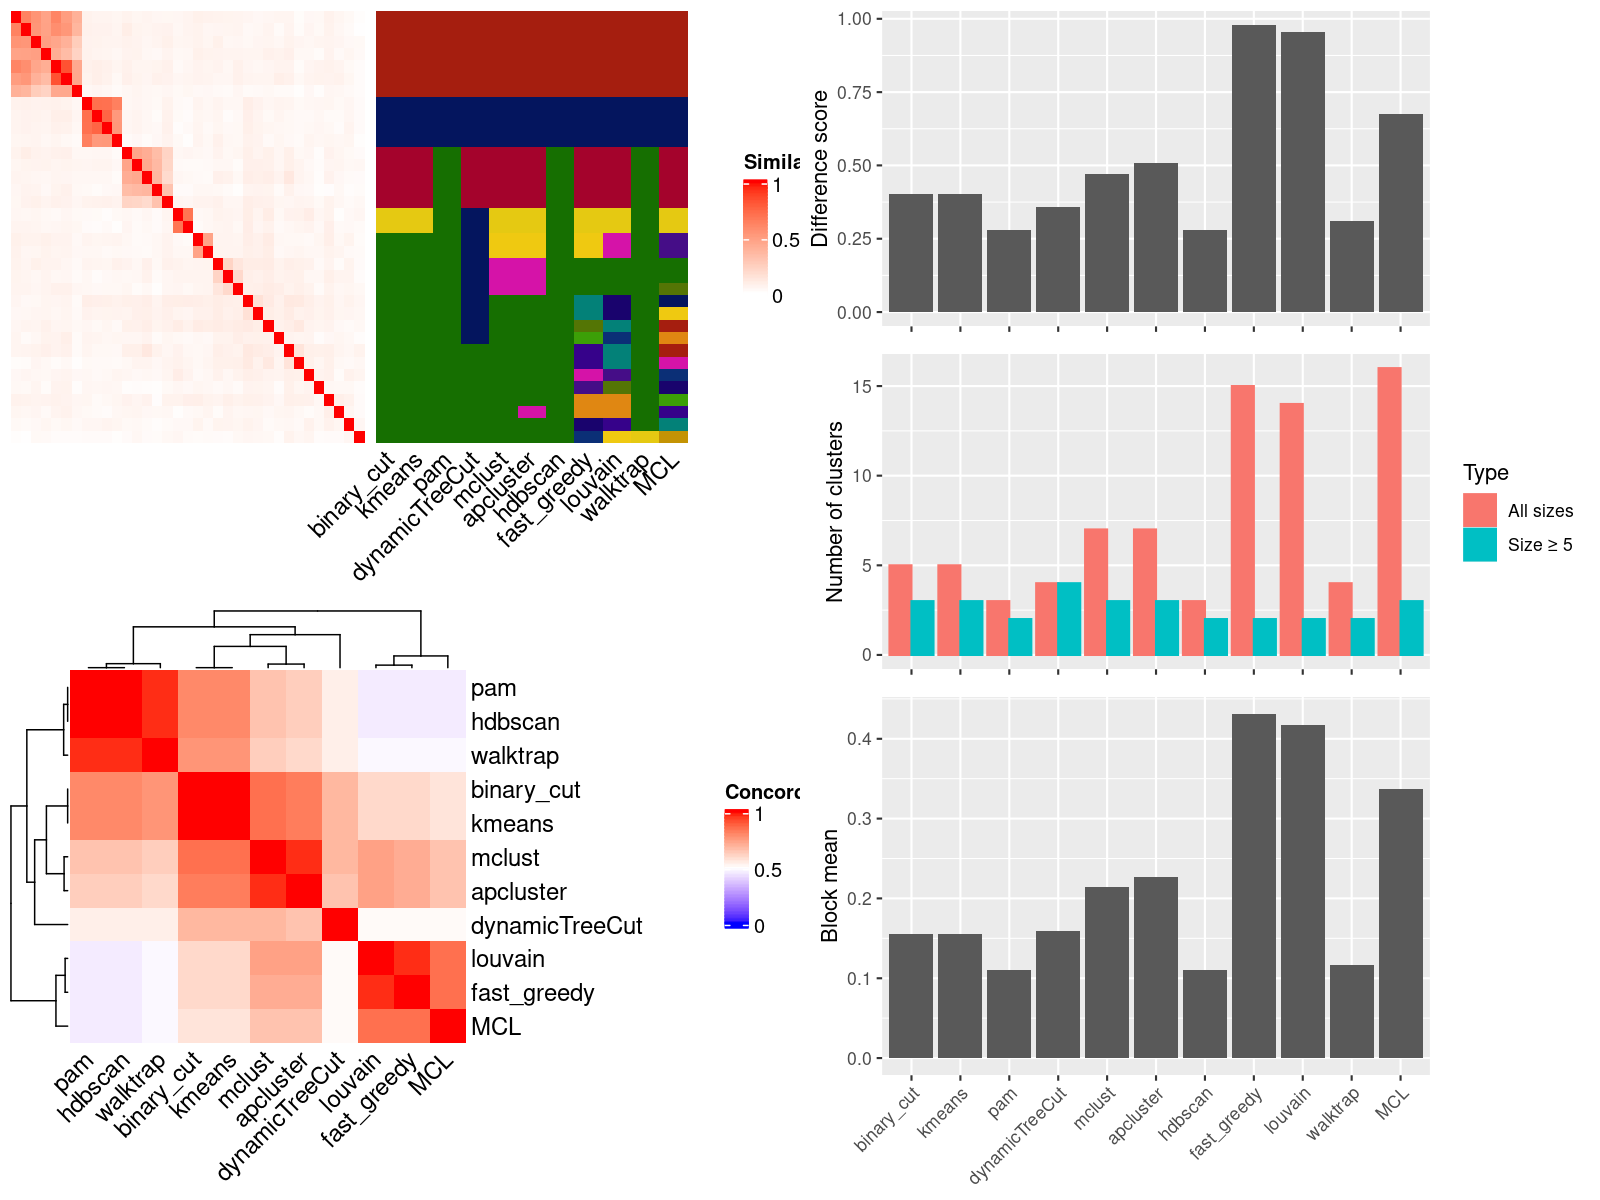 Simila
1
0.5
0
binary_cut
kmeans
pam
dynamicTreeCut
mclust
apcluster
hdbscan
fast_greedy
louvain
walktrap
MCL
pam
hdbscan
walktrap
binary_cut
kmeans
mclust
apcluster
dynamicTreeCut
louvain
fast_greedy
MCL
Concord
1
0.5
0
pam
hdbscan
walktrap
binary_cut
kmeans
mclust
apcluster
dynamicTreeCut
louvain
fast_greedy
MCL
Difference score
1.00
0.75
0.50
0.25
0.00
Number of clusters
15
10
5
0
Type
All sizes
Size ≥ 5
Block mean
0.4
0.3
0.2
0.1
0.0
binary_cut
kmeans
pam
dynamicTreeCut
mclust
apcluster
hdbscan
fast_greedy
louvain
walktrap
MCL